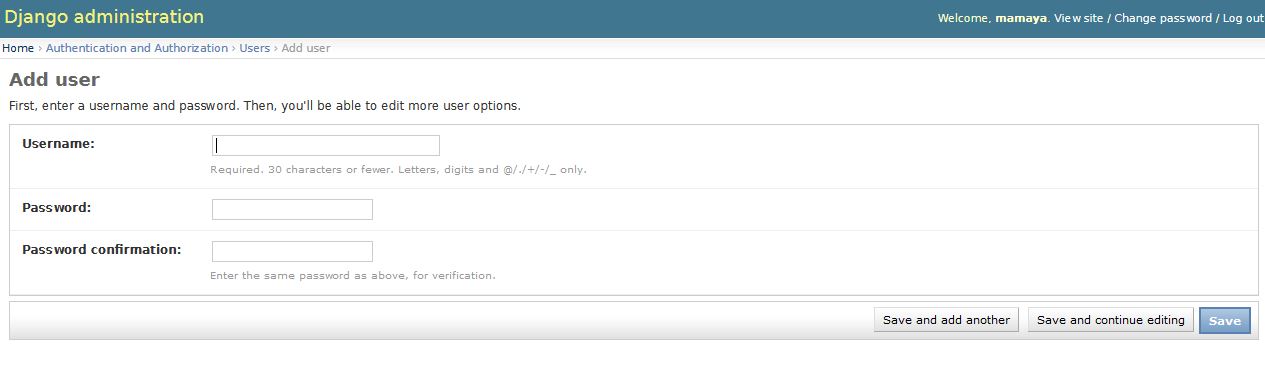 Django administration
Welcome, mamaya. View site / Change password / Log out
Home › Authentication and Authorization › Users › Add user
Add user
First, enter a username and password. Then, you'll be able to edit more user options.
Username:
Required. 30 characters or fewer. Letters, digits and @/./+/-/_ only.
Password:
Password confirmation:
Enter the same password as above, for verification.
Save and add another
Save and continue editing
Save